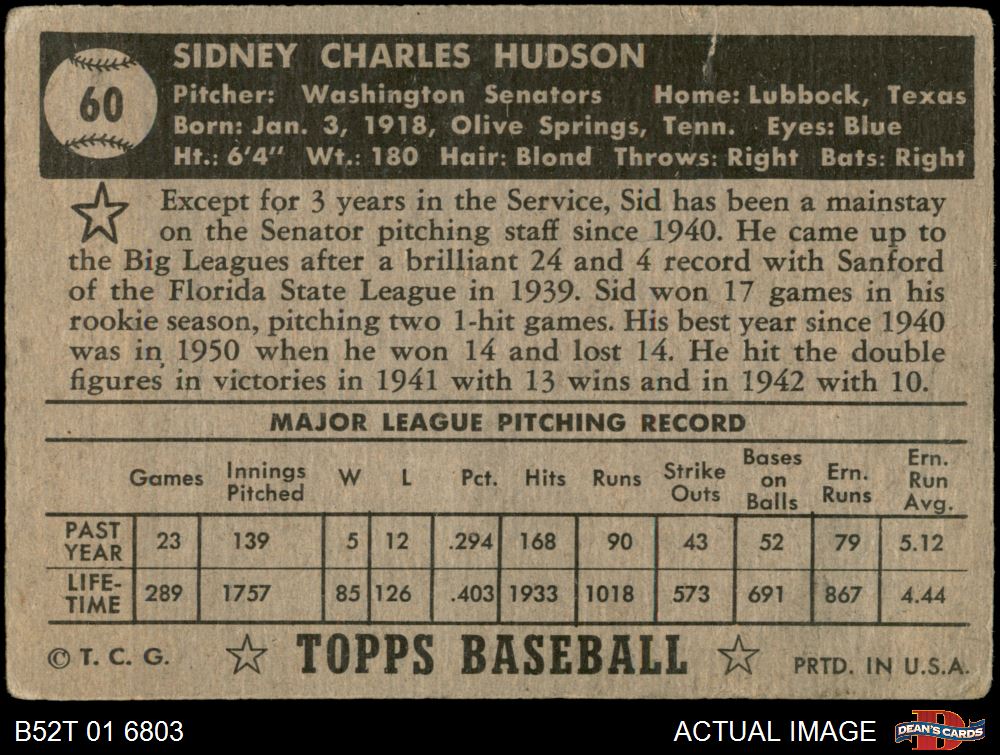 60
SIDNEY CHARLES HUDSON
Pitcher: Washington Senators Home: Lubbock, Texas
Born: Jan. 3, 1918, Olive Springs, Tenn. Eyes: Blue
Ht.: 6'4" Wt.: 180 Hair: Blond Throws: Right Bats: Right
Except for 3 years in the Service, Sid has been a mainstay
on the Senator pitching staff since 1940. He came up to
the Big Leagues after a brilliant 24 and 4 record with Sanford
of the Florida State League in 1939. Sid won 17 games in his
rookie season, pitching two 1-hit games. His best year since 1940
was in 1950 when he won 14 and lost 14. He hit the double
figures in victories in 1941 with 13 wins and in 1942 with 10.
MAJOR LEAGUE PITCHING RECORD
Games Innings Pitched W L Pct. Hits Runs Strike Outs Bases on Balls Ern. Runs Ern. Run Avg.
PAST YEAR 23 139 5 12 .294 168 90 43 52 79 5.12
LIFE-TIME 289 1757 85 126 .403 1933 1018 573 691 867 4.44
© T. C. G. TOPPS BASEBALL PRTD. IN U.S.A.
B52T 01 6803 ACTUAL IMAGE DEAN'S CARDS